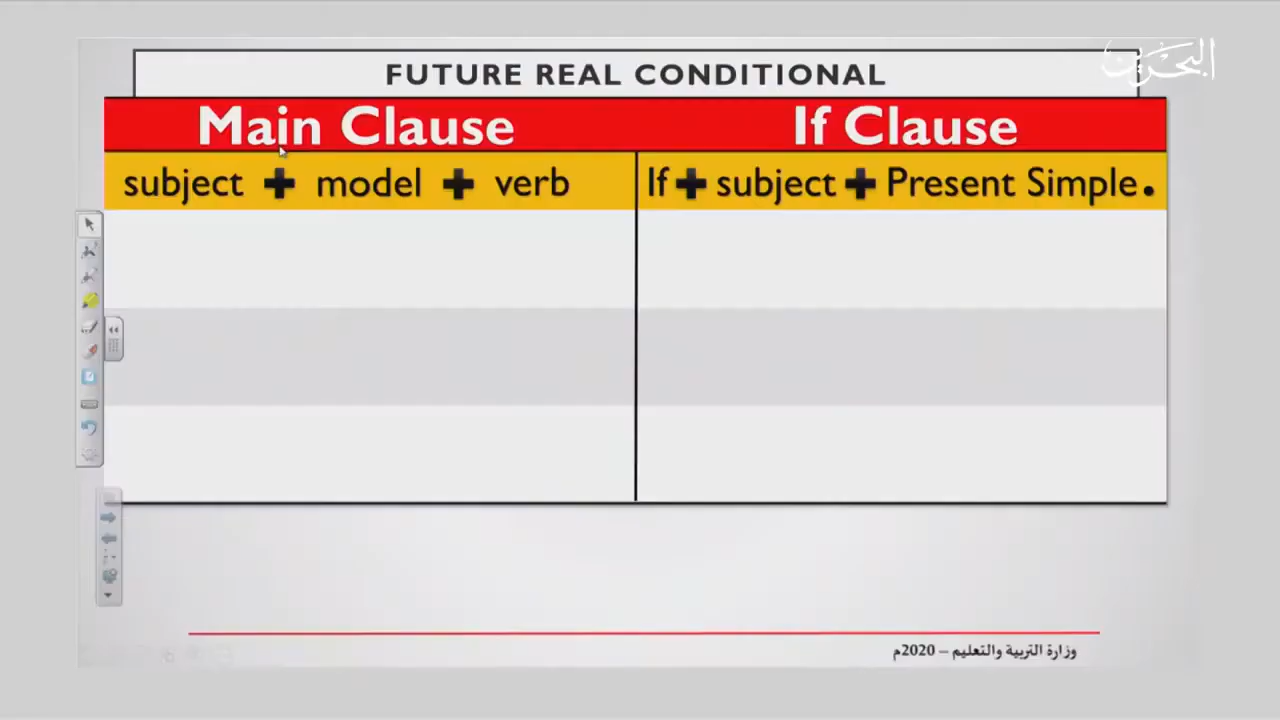 البحرين
FUTURE REAL CONDITIONAL
Main Clause If Clause
subject + model + verb If + subject + Present Simple.
وزارة التربية والتعليم – 2020م